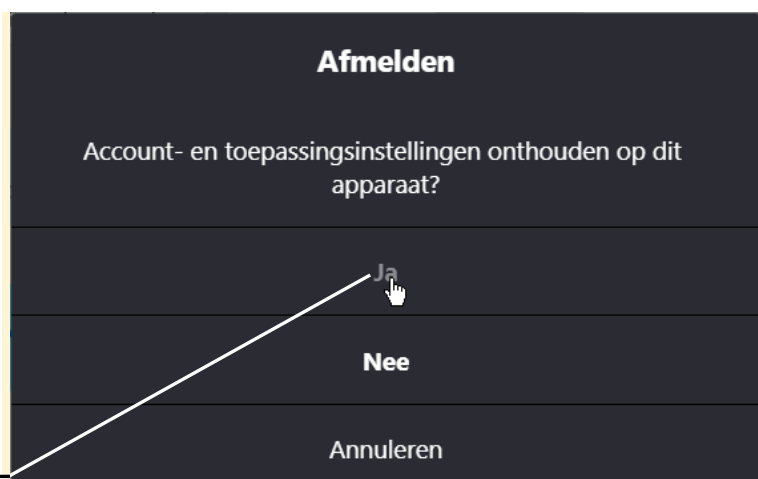 Afmelden
Account- en toepassingsinstellingen onthouden op dit
apparaat?
Ja
Nee
Annuleren